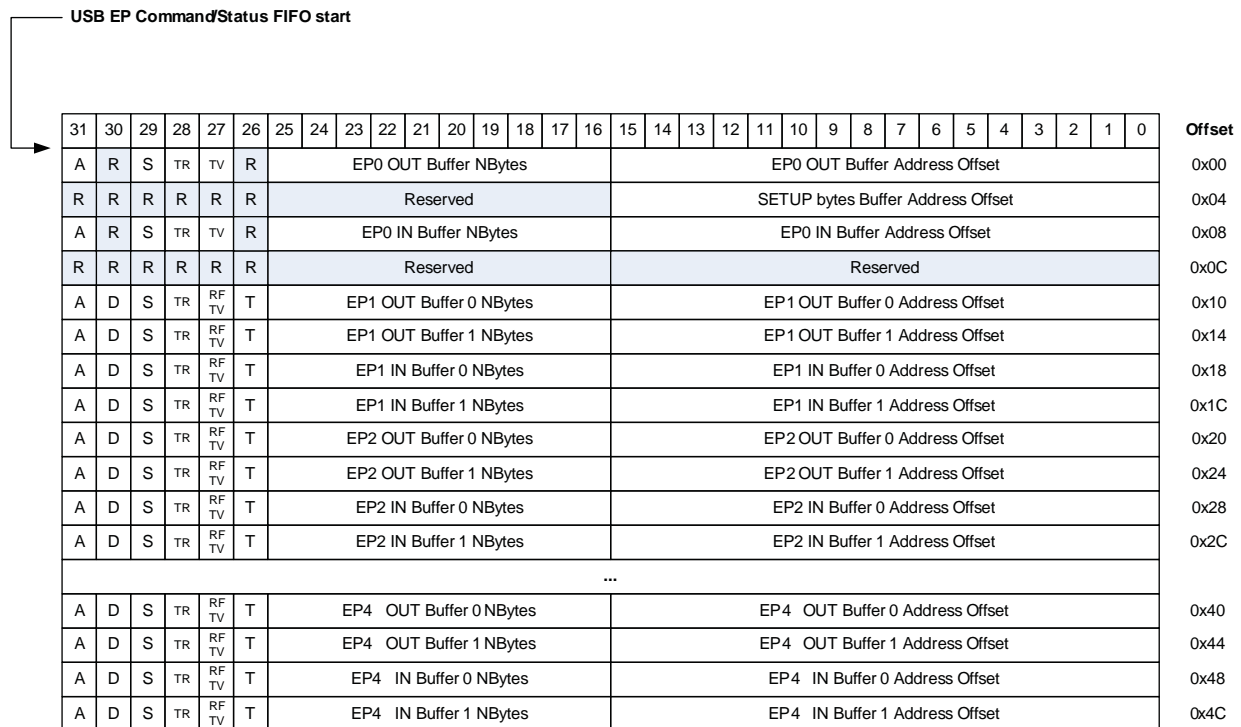 USB EP Command/Status FIFO start
31 30 29 28 27 26 25 24 23 22 21 20 19 18 17 16 15 14 13 12 11 10 9 8 7 6 5 4 3 2 1 0 Offset
A R S TR TV R EP0 OUT Buffer NBytes EP0 OUT Buffer Address Offset 0x00
R R R R R R Reserved SETUP bytes Buffer Address Offset 0x04
A R S TR TV R EP0 IN Buffer NBytes EP0 IN Buffer Address Offset 0x08
R R R R R R Reserved Reserved 0x0C
A D S TR RF TV T EP1 OUT Buffer 0 NBytes EP1 OUT Buffer 0 Address Offset 0x10
A D S TR RF TV T EP1 OUT Buffer 1 NBytes EP1 OUT Buffer 1 Address Offset 0x14
A D S TR RF TV T EP1 IN Buffer 0 NBytes EP1 IN Buffer 0 Address Offset 0x18
A D S TR RF TV T EP1 IN Buffer 1 NBytes EP1 IN Buffer 1 Address Offset 0x1C
A D S TR RF TV T EP2 OUT Buffer 0 NBytes EP2 OUT Buffer 0 Address Offset 0x20
A D S TR RF TV T EP2 OUT Buffer 1 NBytes EP2 OUT Buffer 1 Address Offset 0x24
A D S TR RF TV T EP2 IN Buffer 0 NBytes EP2 IN Buffer 0 Address Offset 0x28
A D S TR RF TV T EP2 IN Buffer 1 NBytes EP2 IN Buffer 1 Address Offset 0x2C
...
A D S TR RF TV T EP4 OUT Buffer 0 NBytes EP4 OUT Buffer 0 Address Offset 0x40
A D S TR RF TV T EP4 OUT Buffer 1 NBytes EP4 OUT Buffer 1 Address Offset 0x44
A D S TR RF TV T EP4 IN Buffer 0 NBytes EP4 IN Buffer 0 Address Offset 0x48
A D S TR RF TV T EP4 IN Buffer 1 NBytes EP4 IN Buffer 1 Address Offset 0x4C